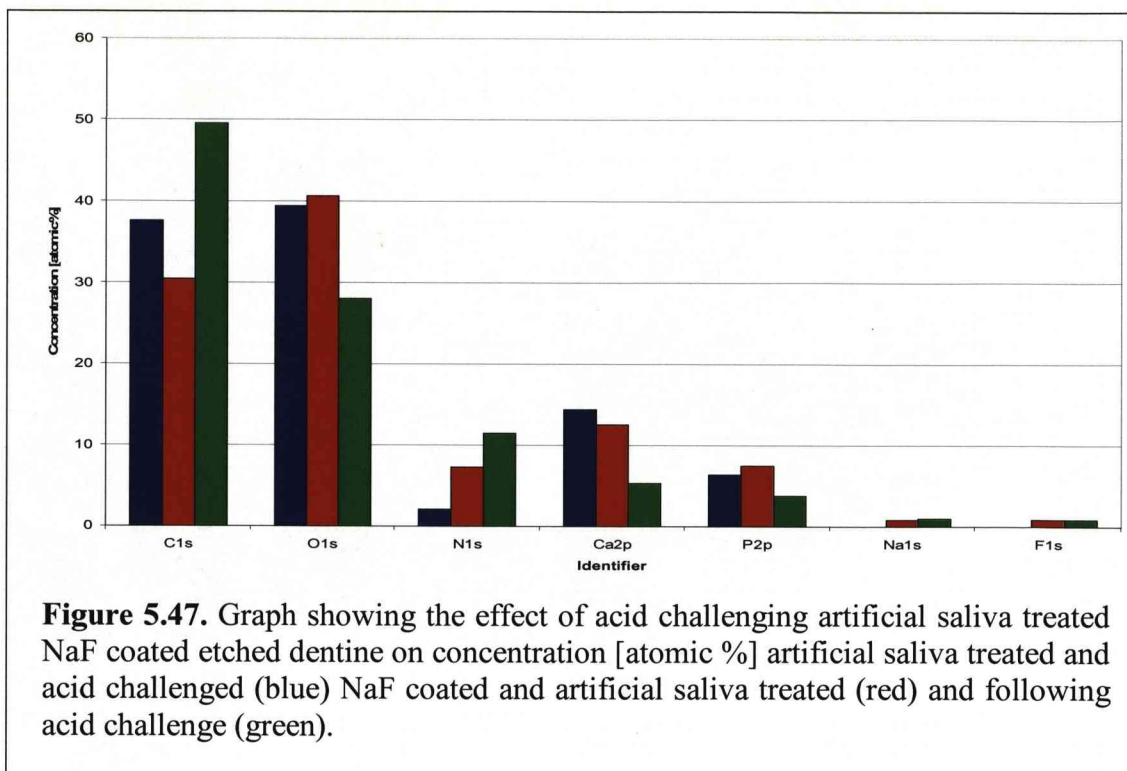 60
50
40
30
20
10
0
Concentration [atomic%]
C1s O1s N1s Ca2p P2p Na1s F1s
Identifier
Figure 5.47. Graph showing the effect of acid challenging artificial saliva treated
NaF coated etched dentine on concentration [atomic %] artificial saliva treated and
acid challenged (blue) NaF coated and artificial saliva treated (red) and following
acid challenge (green).